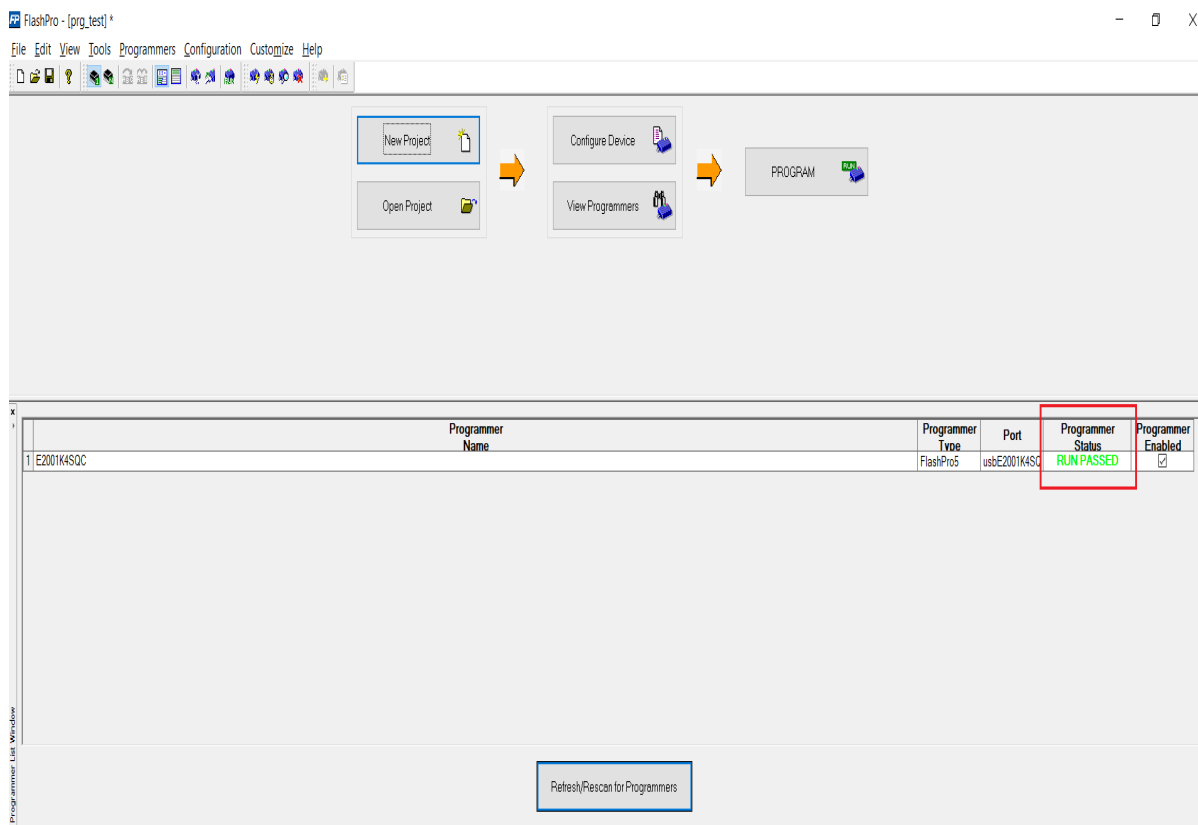 FP FlashPro - [prg_test] *
File Edit View Tools Programmers Configuration Customize Help
New Project
Configure Device
PROGRAM
RUN
Open Project
View Programmers
Programmer Name
Programmer Type
Port
Programmer Status
Programmer Enabled
1 E2001K4SQC FlashPro5 usbE2001K4SQ RUN PASSED
Programmer List Window
Refresh/Rescan for Programmers